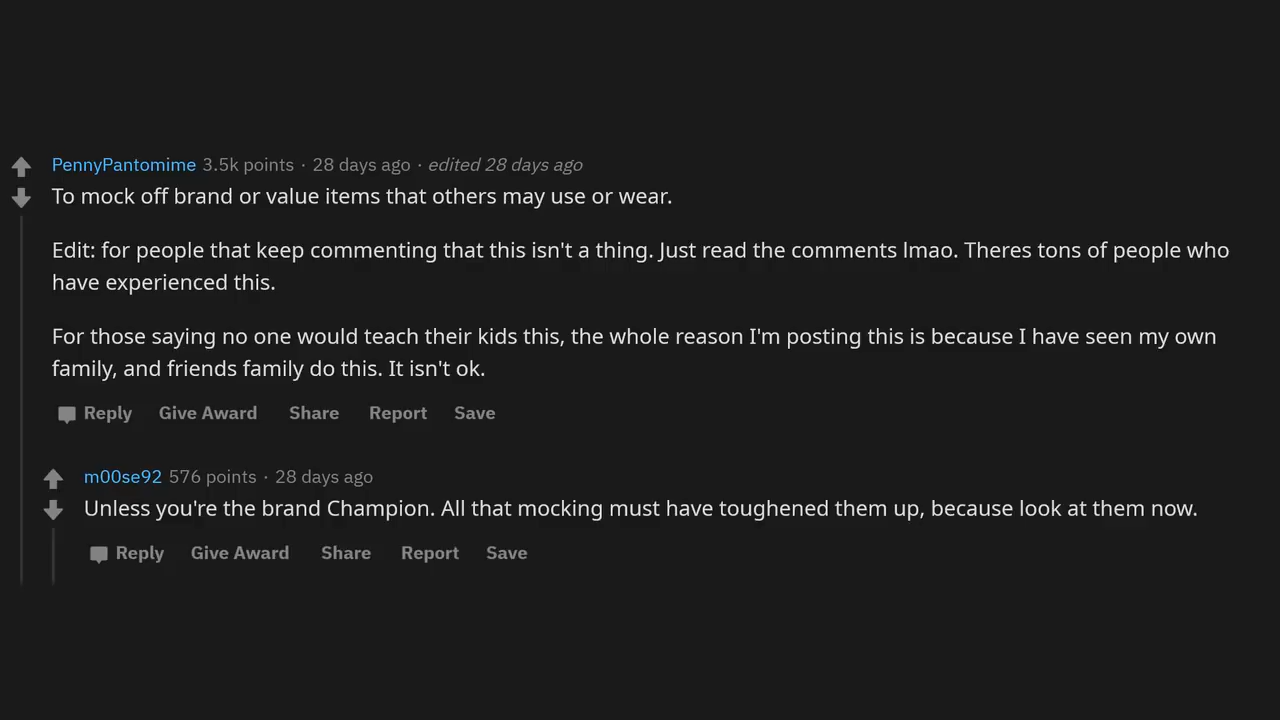 PennyPantomime 3.5k points · 28 days ago · edited 28 days ago
To mock off brand or value items that others may use or wear.
Edit: for people that keep commenting that this isn't a thing. Just read the comments lmao. Theres tons of people who
have experienced this.
For those saying no one would teach their kids this, the whole reason I'm posting this is because I have seen my own
family, and friends family do this. It isn't ok.
Reply Give Award Share Report Save
m00se92 576 points · 28 days ago
Unless you're the brand Champion. All that mocking must have toughened them up, because look at them now.
Reply Give Award Share Report Save